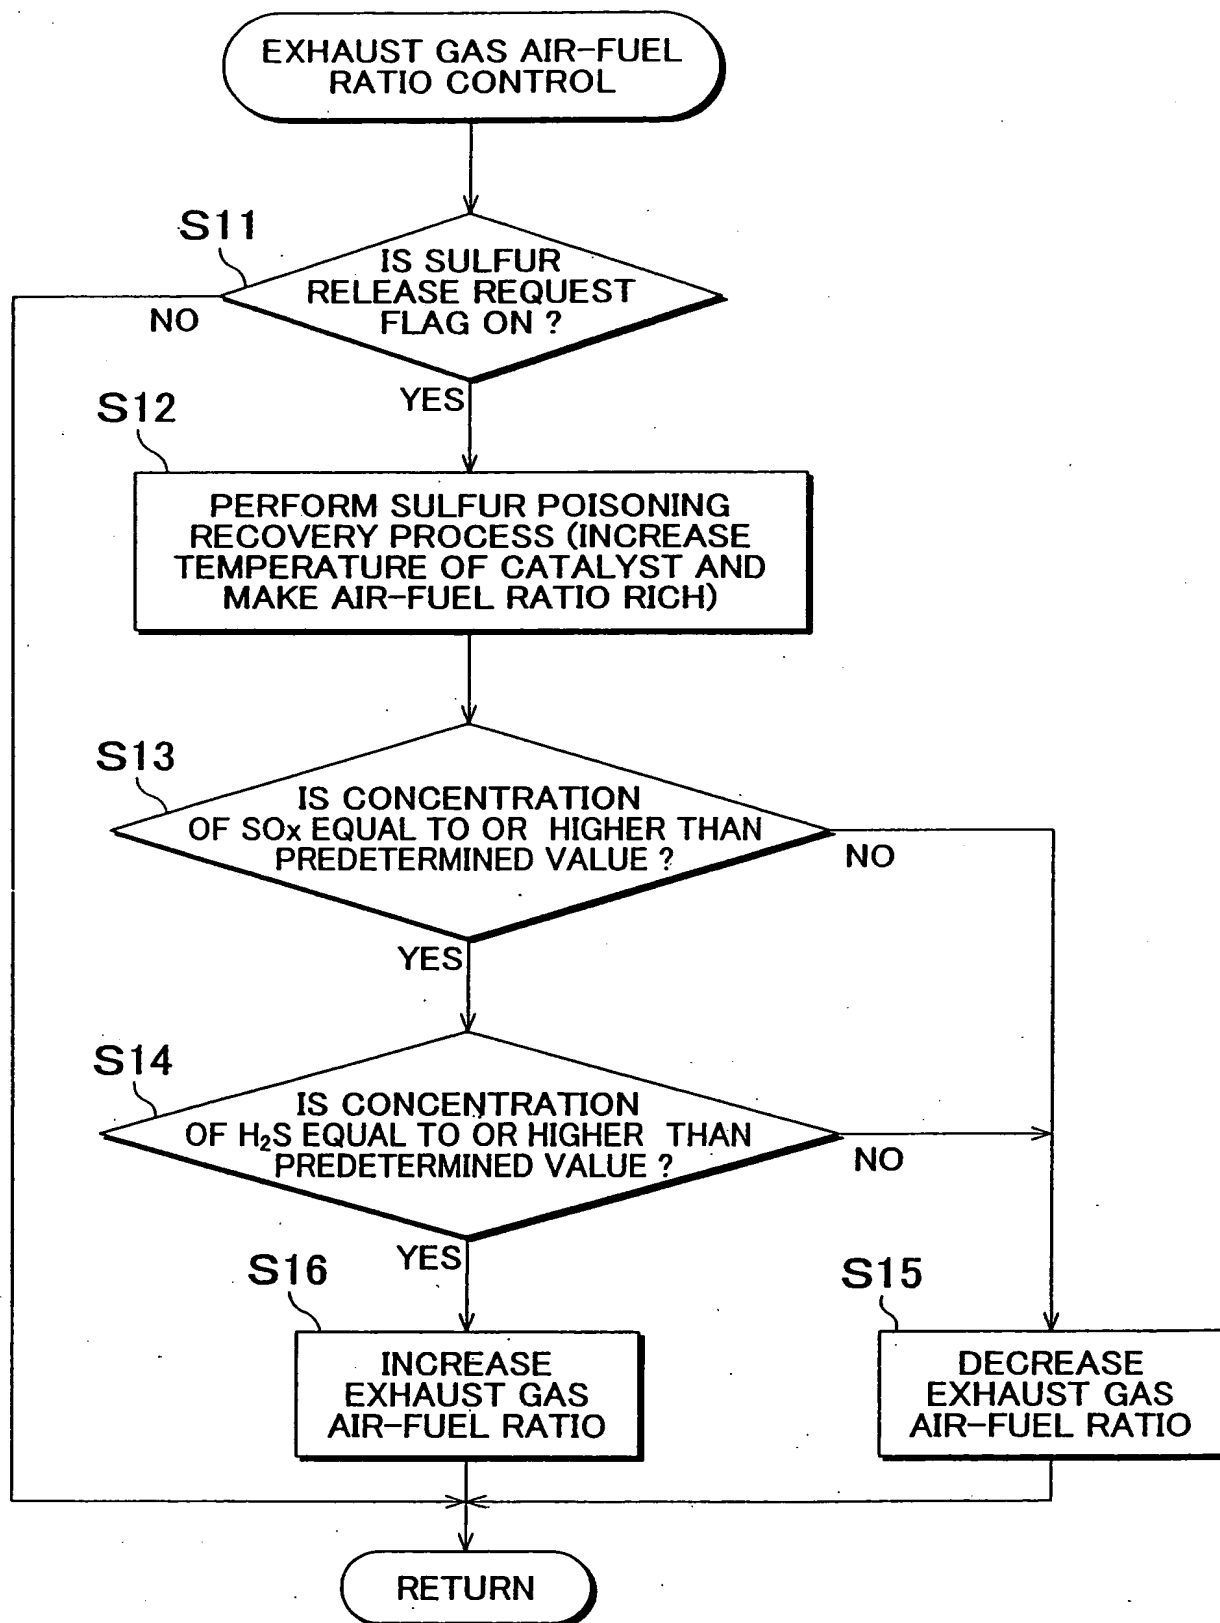 EXHAUST GAS AIR-FUEL
RATIO CONTROL
S11
IS SULFUR
RELEASE REQUEST
FLAG ON ?
NO
YES
S12
PERFORM SULFUR POISONING
RECOVERY PROCESS (INCREASE
TEMPERATURE OF CATALYST AND
MAKE AIR-FUEL RATIO RICH)
S13
IS CONCENTRATION
OF SOx EQUAL TO OR HIGHER THAN
PREDETERMINED VALUE ?
NO
YES
S14
IS CONCENTRATION
OF H₂S EQUAL TO OR HIGHER THAN
PREDETERMINED VALUE ?
NO
YES
S16
INCREASE
EXHAUST GAS
AIR-FUEL RATIO
S15
DECREASE
EXHAUST GAS
AIR-FUEL RATIO
RETURN